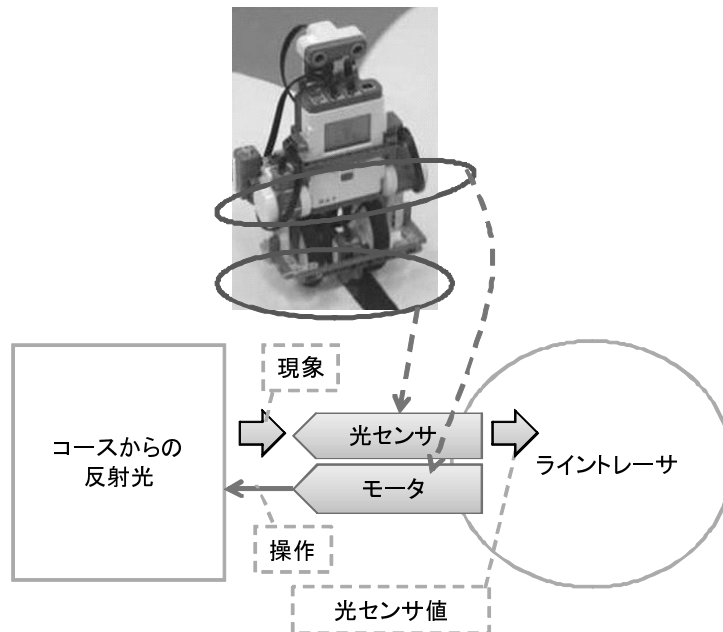 現象
光センサ
コースからの
反射光
ライントレーサ
モータ
操作
光センサ値